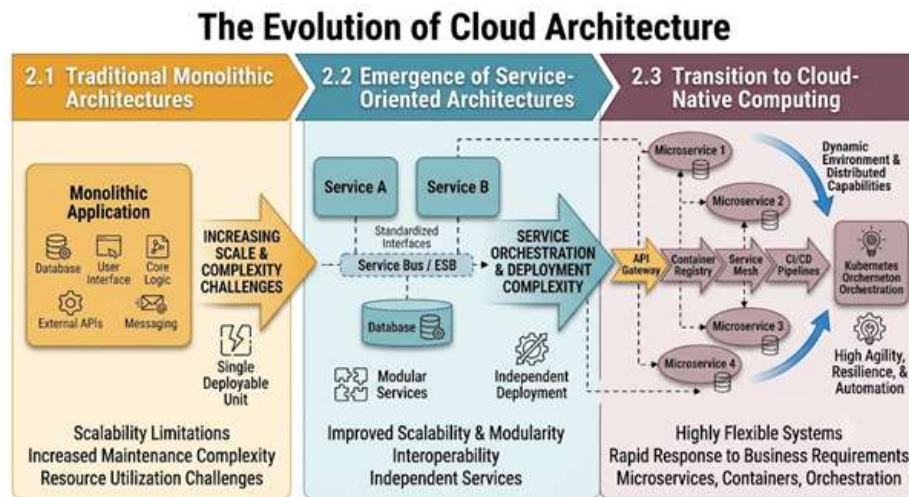 The Evolution of Cloud Architecture
2.1 Traditional Monolithic
Architectures
Monolithic
Application
Database
User
Interface
Core
Logic
External APIs
Messaging
INCREASING
SCALE &
COMPLEXITY
CHALLENGES
Single
Deployable
Unit
Scalability Limitations
Increased Maintenance Complexity
Resource Utilization Challenges
2.2 Emergence of Service-
Oriented Architectures
Service A
Service B
Standardized
Interfaces
Service Bus / ESB
Database
Modular
Services
SERVICE
ORCHESTRATION
& DEPLOYMENT
COMPLEXITY
Independent
Deployment
Improved Scalability & Modularity
Interoperability
Independent Services
2.3 Transition to Cloud-
Native Computing
Microservice 1
Microservice 2
API
Gateway
Container
Registry
Service
Mesh
CI/CD
Pipelines
Microservice 3
Microservice 4
Dynamic
Environment &
Distributed
Capabilities
Kubernetes
Orcherneton
Orchestration
High Agility,
Resilience, &
Automation
Highly Flexible Systems
Rapid Response to Business Requirements
Microservices, Containers, Orchestration